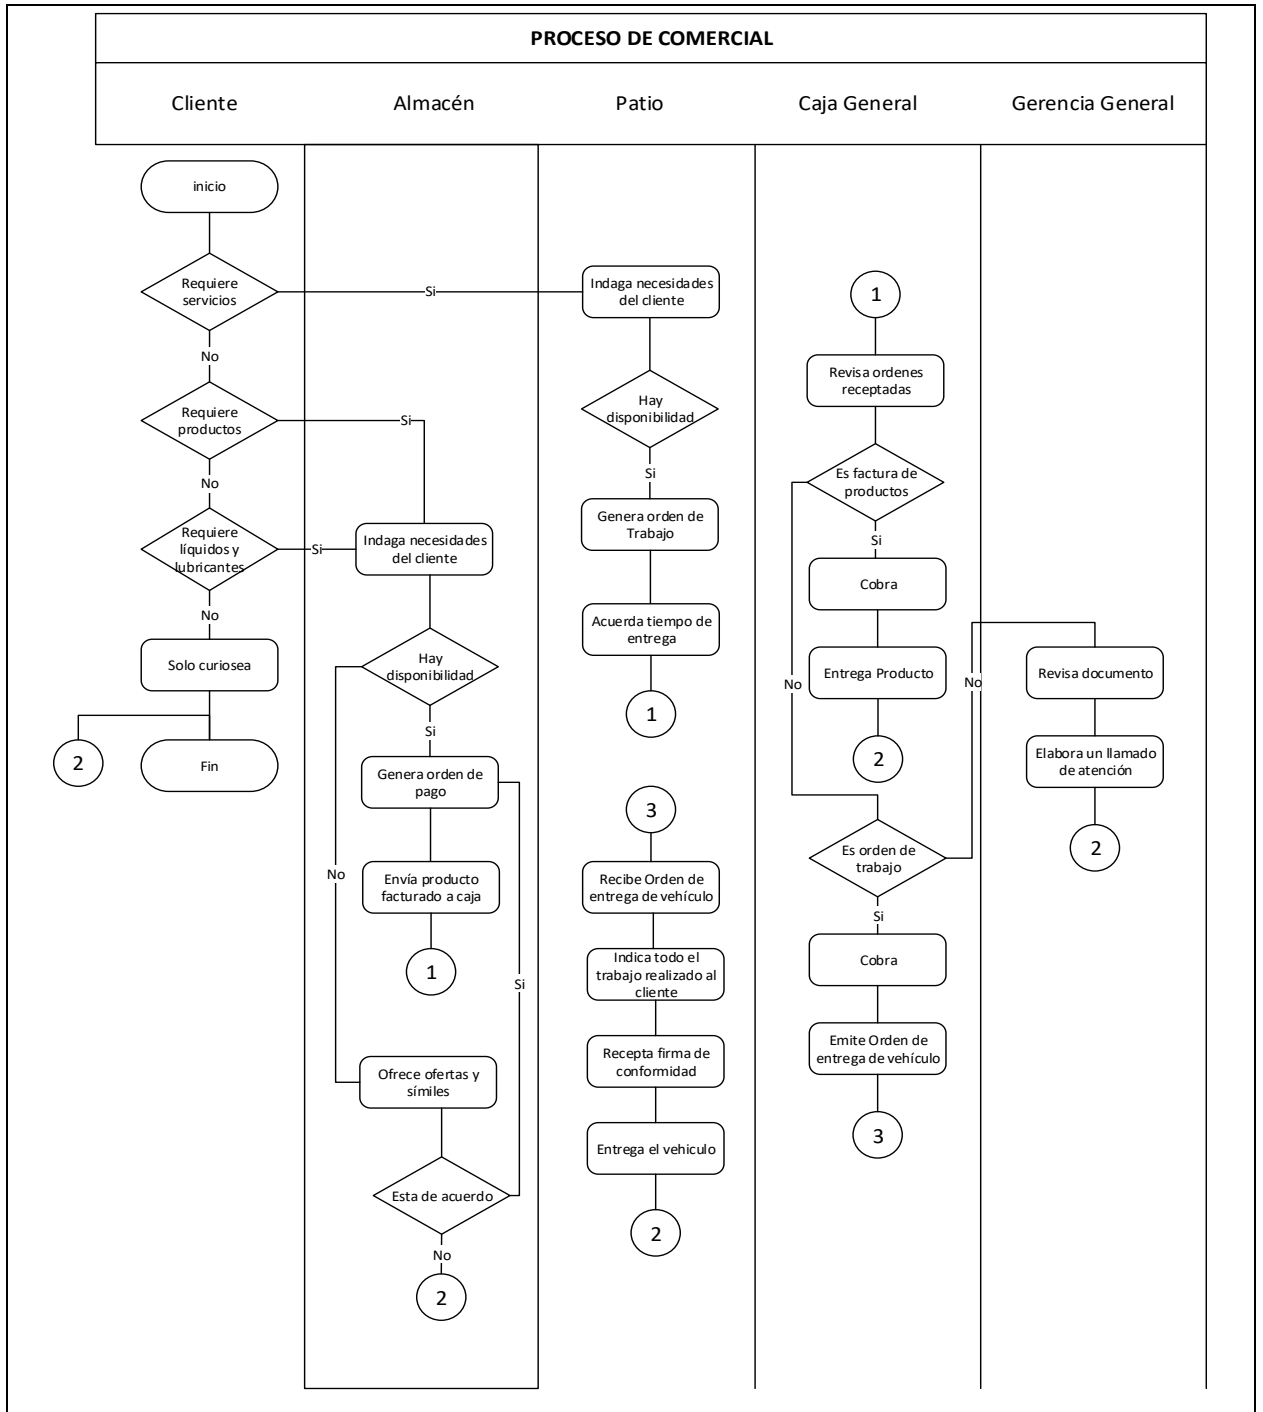 PROCESO DE COMERCIAL
Cliente
Almacén
Patio
Caja General
Gerencia General
inicio
Requiere
servicios
Si
No
Requiere
productos
Si
No
Requiere
líquidos y
lubricantes
Si
No
Solo curiosea
2
Fin
Indaga necesidades
del cliente
Hay
disponibilidad
Si
No
Genera orden de
pago
Envía producto
facturado a caja
1
Si
Ofrece ofertas y
símiles
Esta de acuerdo
No
2
Indaga necesidades
del cliente
Hay
disponibilidad
Si
Genera orden de
Trabajo
Acuerda tiempo de
entrega
1
3
Recibe Orden de
entrega de vehículo
Indica todo el
trabajo realizado al
cliente
Recepta firma de
conformidad
Entrega el vehiculo
2
1
Revisa ordenes
receptadas
Es factura de
productos
Si
No
Cobra
Entrega Producto
2
Es orden de
trabajo
No
Si
Cobra
Emite Orden de
entrega de vehículo
3
Revisa documento
Elabora un llamado
de atención
2